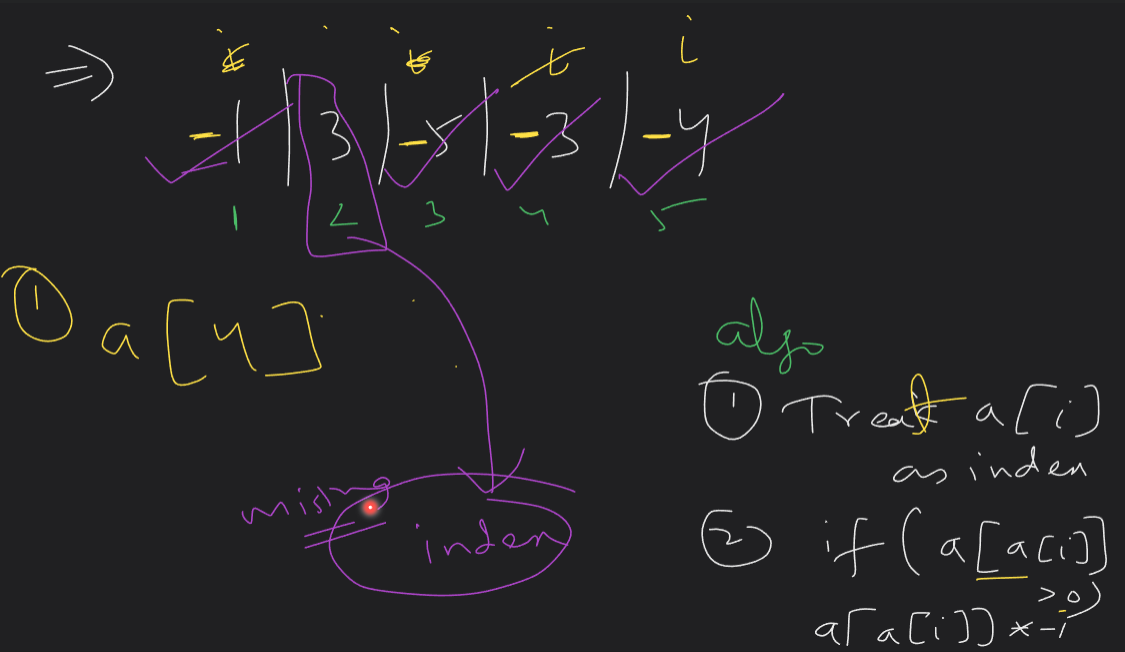 ⇒ -1 | 3 | -5 | -3 | -4
i i i i
1 2 3 4 5
① a[4]
algo
① Treat a[i]
as index
mising
index
② if (a[a[i]]
>0)
a[a[i]] * -1